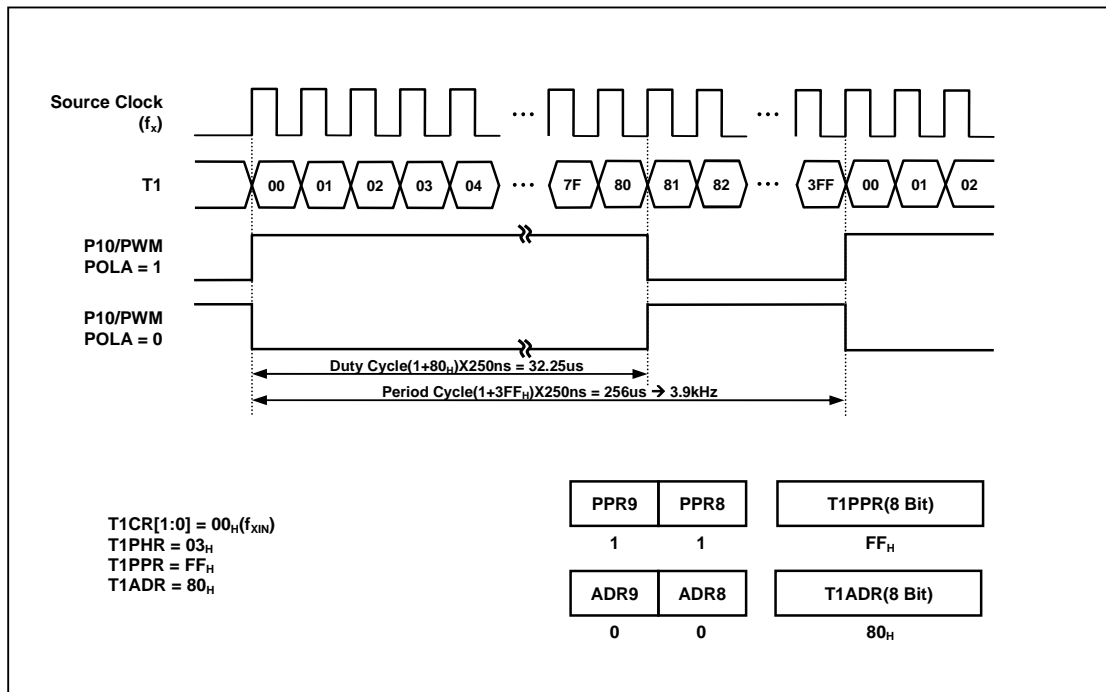 Source Clock
(fx)
T1
00 01 02 03 04 ... 7F 80 81 82 ... 3FF 00 01 02
P10/PWM
POLA = 1
P10/PWM
POLA = 0
Duty Cycle(1+80H)X250ns = 32.25us
Period Cycle(1+3FFH)X250ns = 256us → 3.9kHz
T1CR[1:0] = 00H(fXIN)
T1PHR = 03H
T1PPR = FFH
T1ADR = 80H
PPR9 PPR8 T1PPR(8 Bit)
1 1 FFH
ADR9 ADR8 T1ADR(8 Bit)
0 0 80H